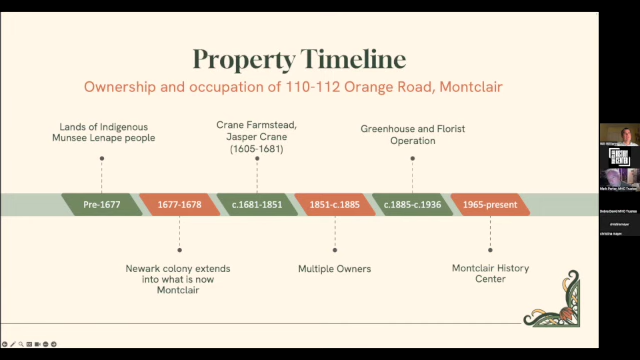 Property Timeline
Ownership and occupation of 110-112 Orange Road, Montclair
Lands of Indigenous
Munsee Lenape people
Crane Farmstead,
Jasper Crane
(1605-1681)
Greenhouse and Florist
Operation
Pre-1677
1677-1678
c.1681-1851
1851-c.1885
c.1885-c.1936
1965-present
Newark colony extends
into what is now
Montclair
Multiple Owners
Montclair History
Center